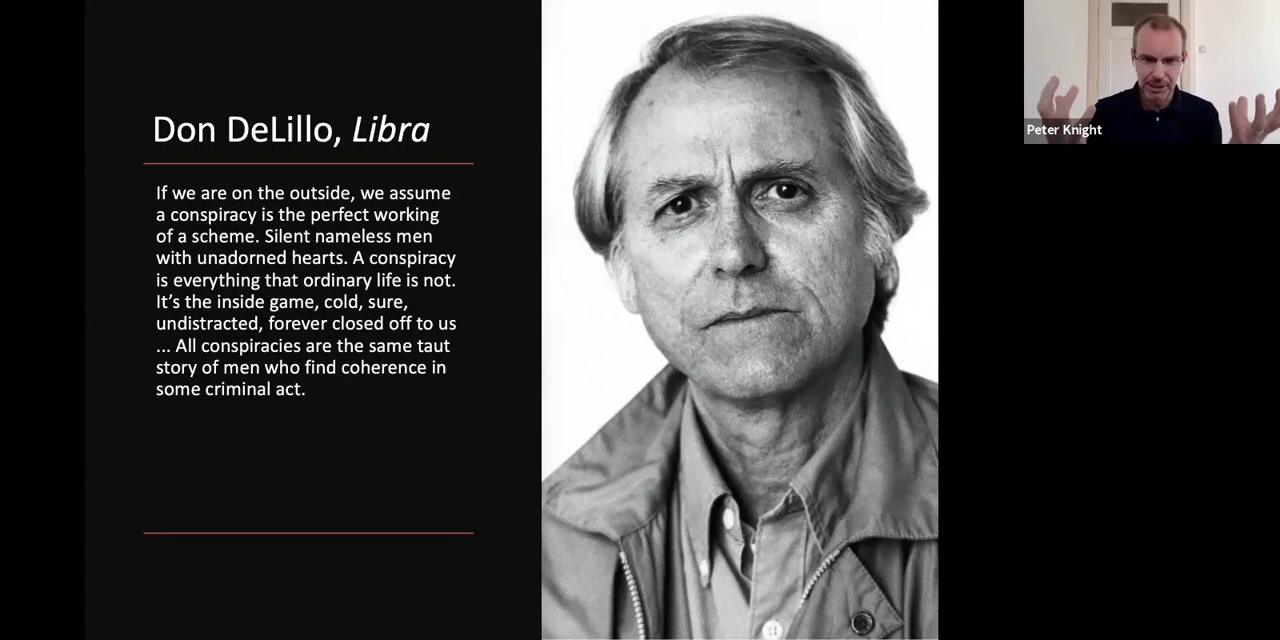 Don DeLillo, Libra
If we are on the outside, we assume
a conspiracy is the perfect working
of a scheme. Silent nameless men
with unadorned hearts. A conspiracy
is everything that ordinary life is not.
It’s the inside game, cold, sure,
undistracted, forever closed off to us
... All conspiracies are the same taut
story of men who find coherence in
some criminal act.
Peter Knight